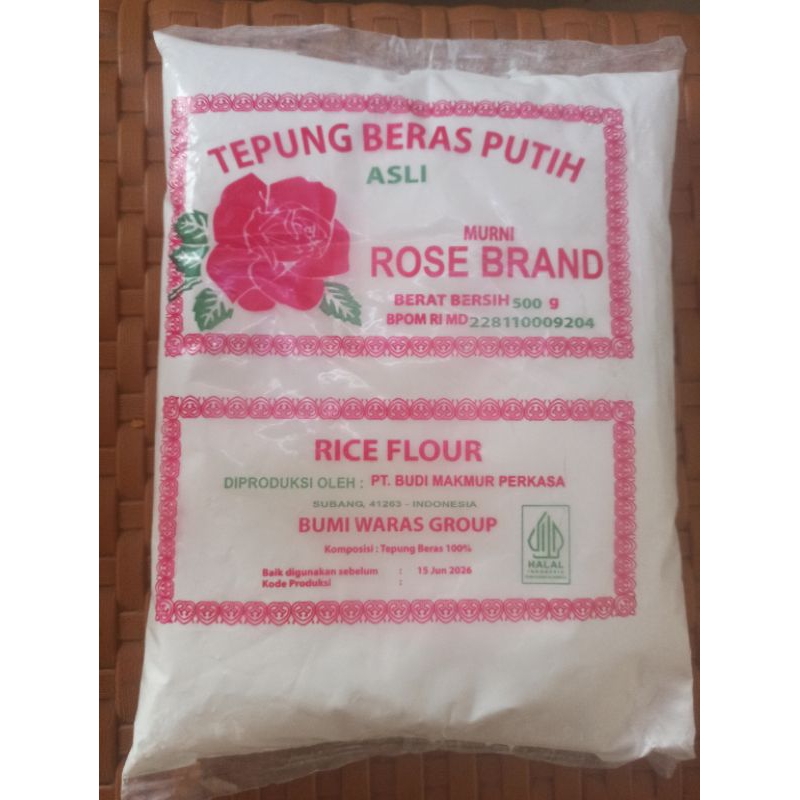 TEPUNG BERAS PUTIH
ASLI
MURNI
ROSE BRAND
BERAT BERSIH 500 g
BPOM RI MD 228110009204
RICE FLOUR
DIPRODUKSI OLEH : PT. BUDI MAKMUR PERKASA
SUBANG, 41263 - INDONESIA
BUMI WARAS GROUP
Komposisi : Tepung Beras 100%
Baik digunakan sebelum : 15 Jun 2026
Kode Produksi :
HALAL
INDONESIA